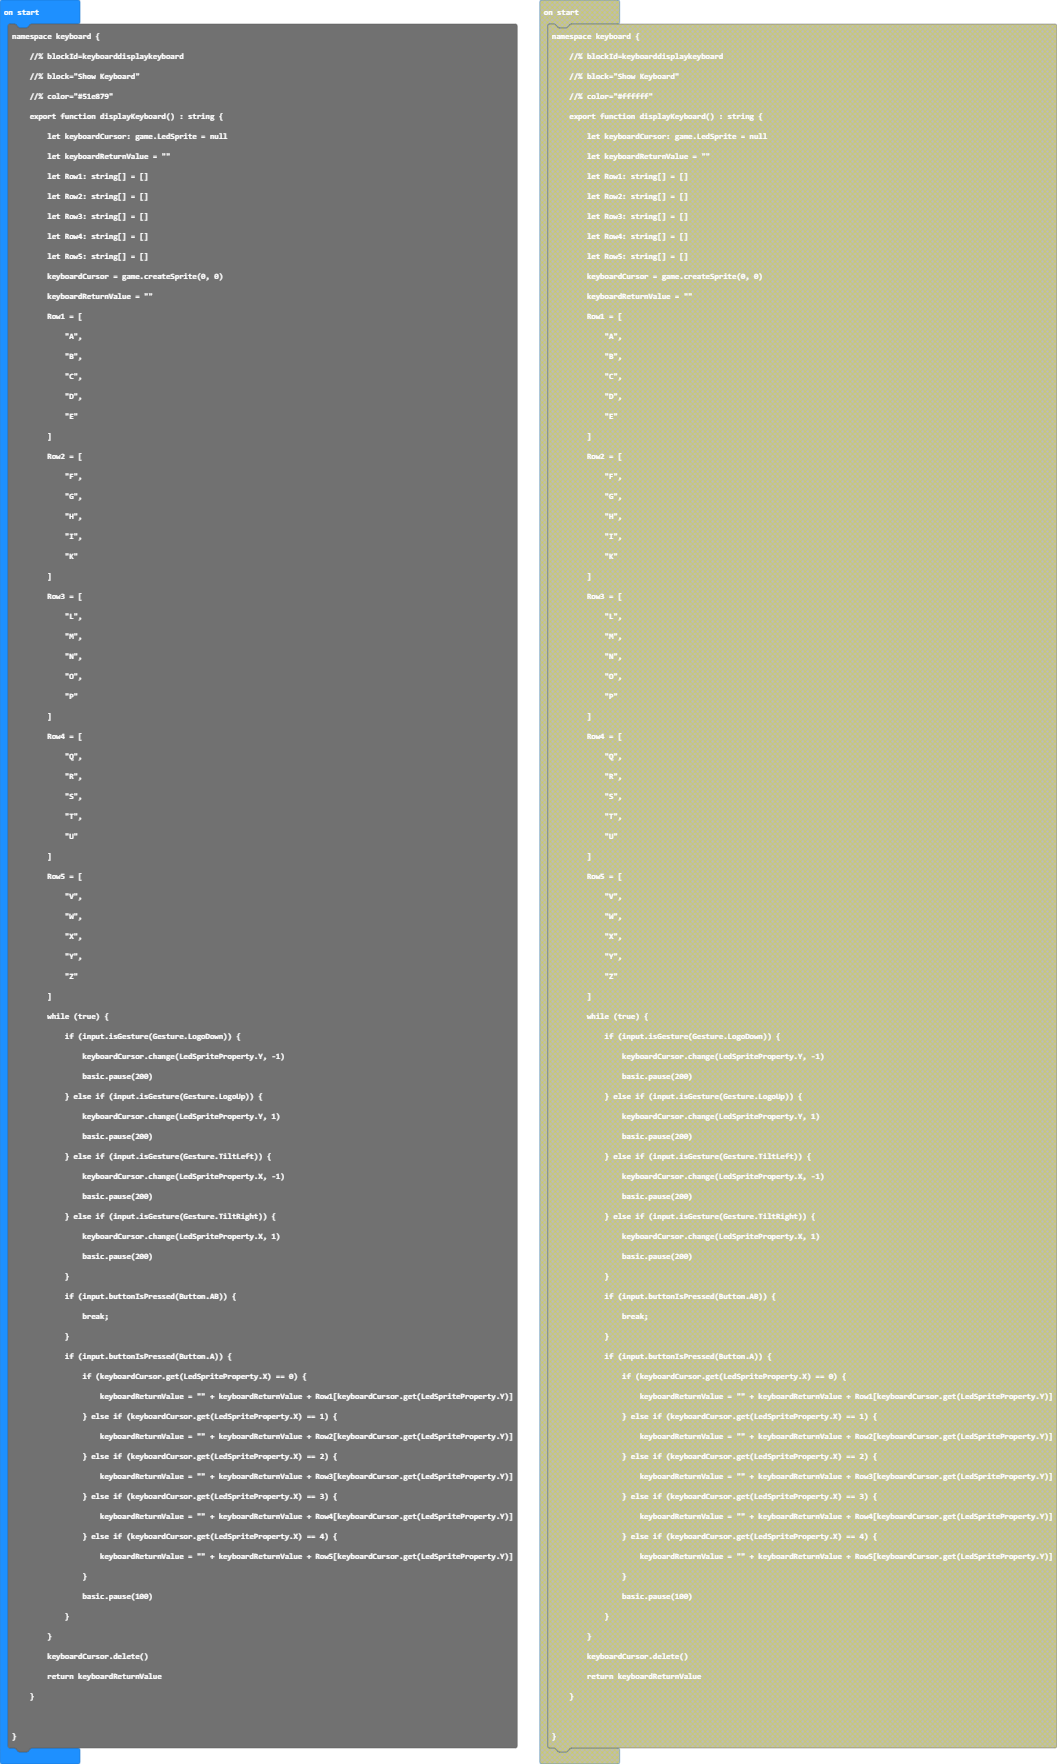 on start
namespace keyboard {
//% blockId=keyboarddisplaykeyboard
//% block="Show Keyboard"
//% color="#51e879"
export function displayKeyboard() : string {
let keyboardCursor: game.LedSprite = null
let keyboardReturnValue = ""
let Row1: string[] = []
let Row2: string[] = []
let Row3: string[] = []
let Row4: string[] = []
let Row5: string[] = []
keyboardCursor = game.createSprite(0, 0)
keyboardReturnValue = ""
Row1 = [
"A",
"B",
"C",
"D",
"E"
]
Row2 = [
"F",
"G",
"H",
"I",
"K"
]
Row3 = [
"L",
"M",
"N",
"O",
"P"
]
Row4 = [
"Q",
"R",
"S",
"T",
"U"
]
Row5 = [
"V",
"W",
"X",
"Y",
"Z"
]
while (true) {
if (input.isGesture(Gesture.LogoDown)) {
keyboardCursor.change(LedSpriteProperty.Y, -1)
basic.pause(200)
} else if (input.isGesture(Gesture.LogoUp)) {
keyboardCursor.change(LedSpriteProperty.Y, 1)
basic.pause(200)
} else if (input.isGesture(Gesture.TiltLeft)) {
keyboardCursor.change(LedSpriteProperty.X, -1)
basic.pause(200)
} else if (input.isGesture(Gesture.TiltRight)) {
keyboardCursor.change(LedSpriteProperty.X, 1)
basic.pause(200)
}
if (input.buttonIsPressed(Button.AB)) {
break;
}
if (input.buttonIsPressed(Button.A)) {
if (keyboardCursor.get(LedSpriteProperty.X) == 0) {
keyboardReturnValue = "" + keyboardReturnValue + Row1[keyboardCursor.get(LedSpriteProperty.Y)]
} else if (keyboardCursor.get(LedSpriteProperty.X) == 1) {
keyboardReturnValue = "" + keyboardReturnValue + Row2[keyboardCursor.get(LedSpriteProperty.Y)]
} else if (keyboardCursor.get(LedSpriteProperty.X) == 2) {
keyboardReturnValue = "" + keyboardReturnValue + Row3[keyboardCursor.get(LedSpriteProperty.Y)]
} else if (keyboardCursor.get(LedSpriteProperty.X) == 3) {
keyboardReturnValue = "" + keyboardReturnValue + Row4[keyboardCursor.get(LedSpriteProperty.Y)]
} else if (keyboardCursor.get(LedSpriteProperty.X) == 4) {
keyboardReturnValue = "" + keyboardReturnValue + Row5[keyboardCursor.get(LedSpriteProperty.Y)]
}
basic.pause(100)
}
}
keyboardCursor.delete()
return keyboardReturnValue
}
}
on start
namespace keyboard {
//% blockId=keyboarddisplaykeyboard
//% block="Show Keyboard"
//% color="#ffffff"
export function displayKeyboard() : string {
let keyboardCursor: game.LedSprite = null
let keyboardReturnValue = ""
let Row1: string[] = []
let Row2: string[] = []
let Row3: string[] = []
let Row4: string[] = []
let Row5: string[] = []
keyboardCursor = game.createSprite(0, 0)
keyboardReturnValue = ""
Row1 = [
"A",
"B",
"C",
"D",
"E"
]
Row2 = [
"F",
"G",
"H",
"I",
"K"
]
Row3 = [
"L",
"M",
"N",
"O",
"P"
]
Row4 = [
"Q",
"R",
"S",
"T",
"U"
]
Row5 = [
"V",
"W",
"X",
"Y",
"Z"
]
while (true) {
if (input.isGesture(Gesture.LogoDown)) {
keyboardCursor.change(LedSpriteProperty.Y, -1)
basic.pause(200)
} else if (input.isGesture(Gesture.LogoUp)) {
keyboardCursor.change(LedSpriteProperty.Y, 1)
basic.pause(200)
} else if (input.isGesture(Gesture.TiltLeft)) {
keyboardCursor.change(LedSpriteProperty.X, -1)
basic.pause(200)
} else if (input.isGesture(Gesture.TiltRight)) {
keyboardCursor.change(LedSpriteProperty.X, 1)
basic.pause(200)
}
if (input.buttonIsPressed(Button.AB)) {
break;
}
if (input.buttonIsPressed(Button.A)) {
if (keyboardCursor.get(LedSpriteProperty.X) == 0) {
keyboardReturnValue = "" + keyboardReturnValue + Row1[keyboardCursor.get(LedSpriteProperty.Y)]
} else if (keyboardCursor.get(LedSpriteProperty.X) == 1) {
keyboardReturnValue = "" + keyboardReturnValue + Row2[keyboardCursor.get(LedSpriteProperty.Y)]
} else if (keyboardCursor.get(LedSpriteProperty.X) == 2) {
keyboardReturnValue = "" + keyboardReturnValue + Row3[keyboardCursor.get(LedSpriteProperty.Y)]
} else if (keyboardCursor.get(LedSpriteProperty.X) == 3) {
keyboardReturnValue = "" + keyboardReturnValue + Row4[keyboardCursor.get(LedSpriteProperty.Y)]
} else if (keyboardCursor.get(LedSpriteProperty.X) == 4) {
keyboardReturnValue = "" + keyboardReturnValue + Row5[keyboardCursor.get(LedSpriteProperty.Y)]
}
basic.pause(100)
}
}
keyboardCursor.delete()
return keyboardReturnValue
}
}